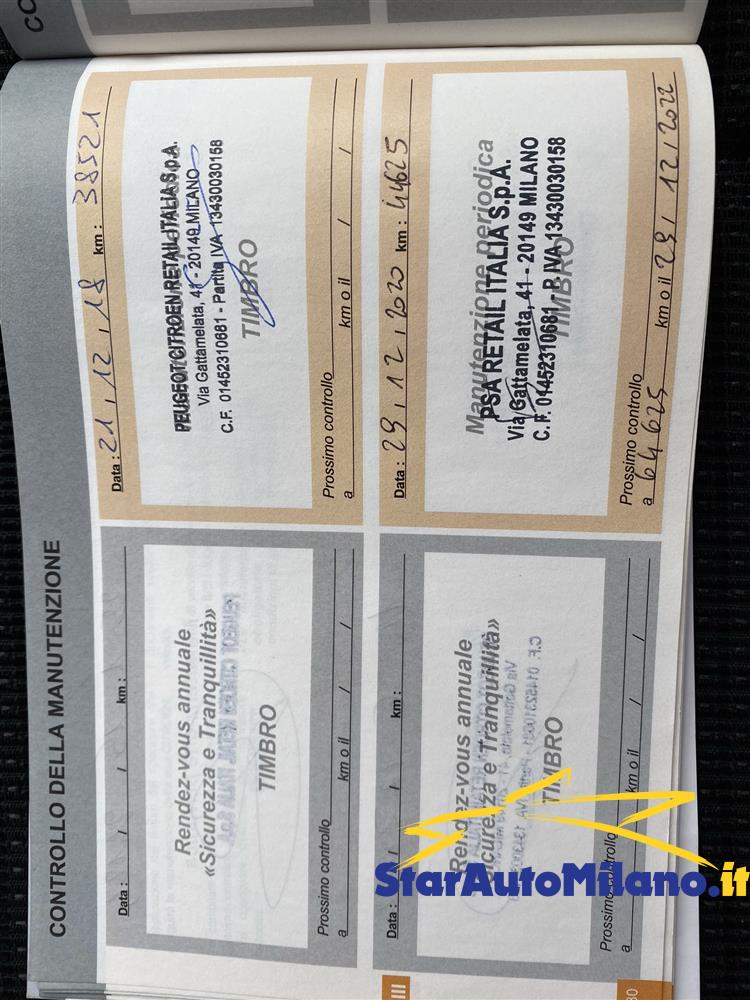 CONTROLLO DELLA MANUTENZIONE
Data : / / km :
Rendez-vous annuale
«Sicurezza e Tranquillità»
TIMBRO
Prossimo controllo
a km o il / /
Data : 21 / 12 / 18 km : 38521
PEUGEOT CITROEN RETAIL ITALIA S.p.A.
Via Gattamelata, 41 - 20149 MILANO
C.F. 01452310681 - Partita IVA 13430030158
TIMBRO
Prossimo controllo
a km o il / /
Data : / / km :
Rendez-vous annuale
«Sicurezza e Tranquillità»
TIMBRO
Prossimo controllo
a km o il / /
Data : 29 / 12 / 2020 km : 44625
Manutenzione periodica
PSA RETAIL ITALIA S.p.A.
Via Gattamelata, 41 - 20149 MILANO
C.F. 01452310681 - P. IVA 13430030158
TIMBRO
Prossimo controllo
a 64625 km o il 29 / 12 / 2022
III
StarAutoMilano.it